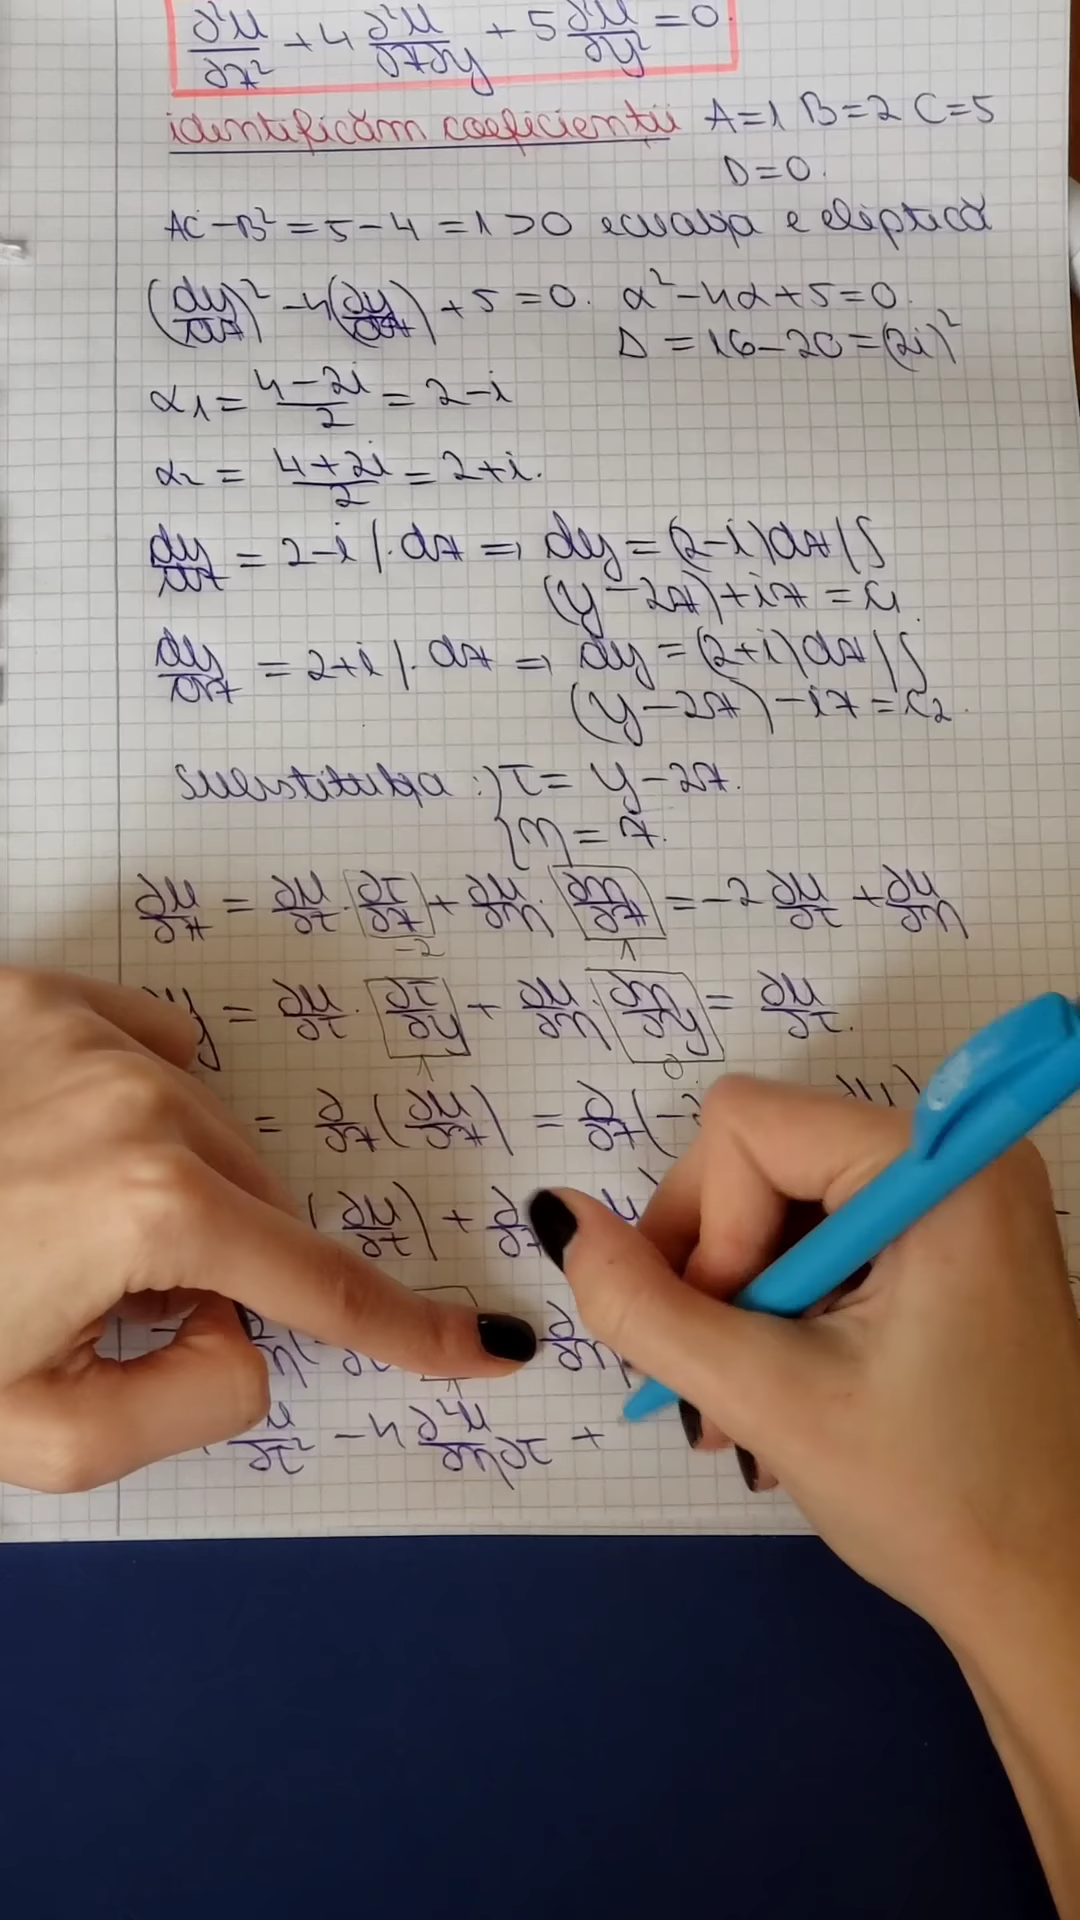 ∂²u/∂x² + 4 ∂²u/∂x∂y + 5 ∂²u/∂y² = 0.
identificăm coeficienții A=1 B=2 C=5
D=0.
AC-B² = 5-4 = 1 > 0 ecuația e eliptică
(dy/dx)² - 4(dy/dx) + 5 = 0. α² - 4α + 5 = 0.
Δ = 16-20 = (2i)²
α1 = (4-2i)/2 = 2-i
α2 = (4+2i)/2 = 2+i.
dy/dx = 2-i /·dx => dy = (2-i)dx /∫
(y-2x)+ix = c1
dy/dx = 2+i /·dx => dy = (2+i)dx /∫
(y-2x)-ix = c2.
substituția: { τ = y-2x.
η = x.
∂u/∂x = ∂u/∂τ · ∂τ/∂x + ∂u/∂η · ∂η/∂x = -2 ∂u/∂τ + ∂u/∂η
-2 1
= ∂u/∂τ · ∂τ/∂y + ∂u/∂η · ∂η/∂y = ∂u/∂τ.
1 0
= ∂/∂x (∂u/∂x) = ∂/∂x (-2
(∂u/∂τ) +
∂/∂η
1
∂τ² - 4 ∂²u/∂η∂τ +